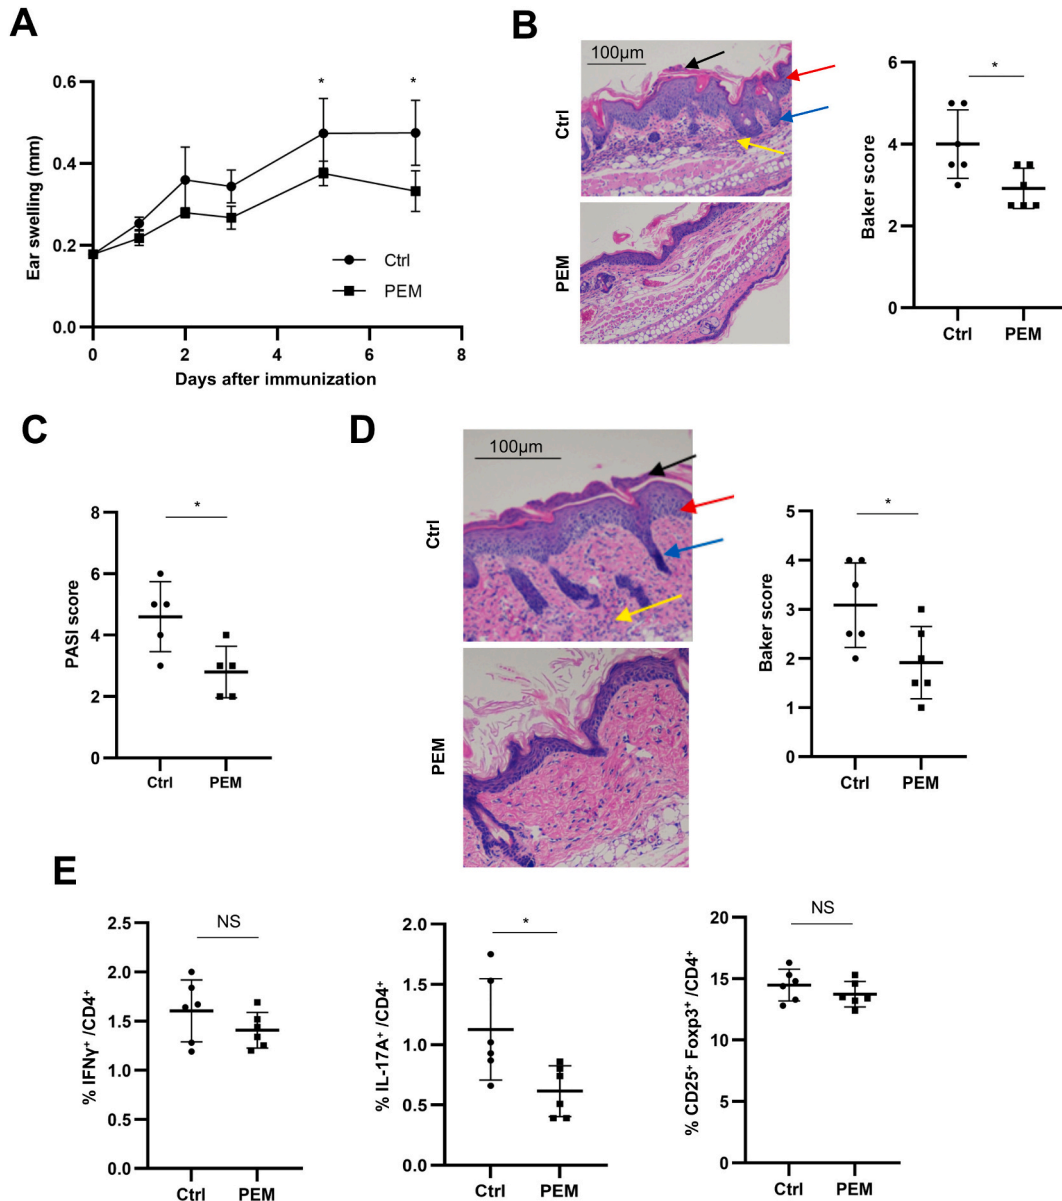 A
Ear swelling (mm)
0.6
0.4
0.2
0.0
* *
Ctrl
PEM
0 2 4 6 8
Days after immunization
B
100µm
Ctrl
PEM
Baker score
6
4
2
0
*
Ctrl PEM
C
PASI score
8
6
4
2
0
*
Ctrl PEM
D
100µm
Ctrl
PEM
Baker score
5
4
3
2
1
0
*
Ctrl PEM
E
% IFNγ⁺ /CD4⁺
2.5
2.0
1.5
1.0
0.5
0.0
NS
Ctrl PEM
% IL-17A⁺ /CD4⁺
2.0
1.5
1.0
0.5
0.0
*
Ctrl PEM
% CD25⁺ Foxp3⁺ /CD4⁺
20
15
10
5
0
NS
Ctrl PEM